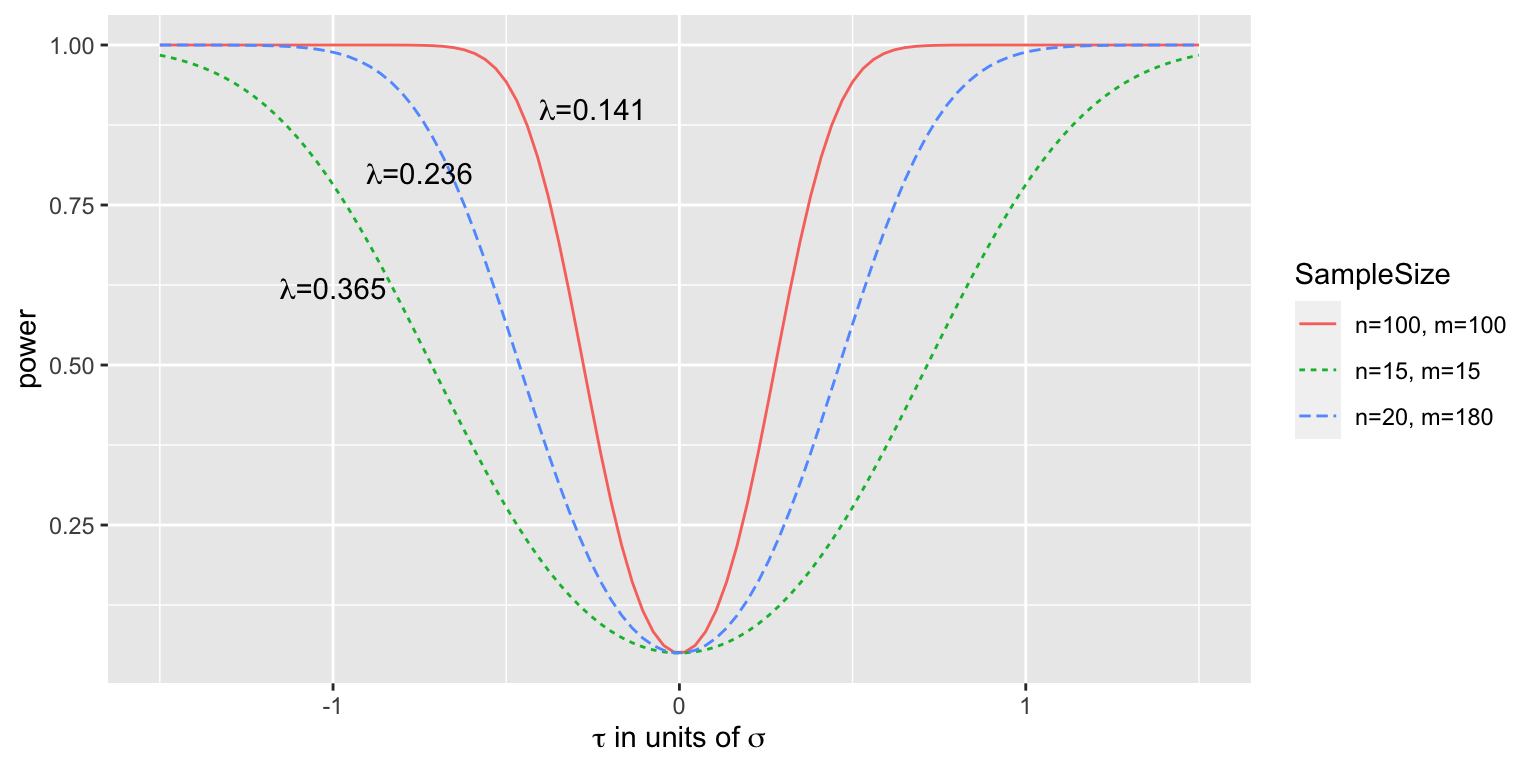 1.00
0.75
0.50
0.25
power
λ=0.141
λ=0.236
λ=0.365
-1
0
1
τ in units of σ
SampleSize
n=100, m=100
n=15, m=15
n=20, m=180